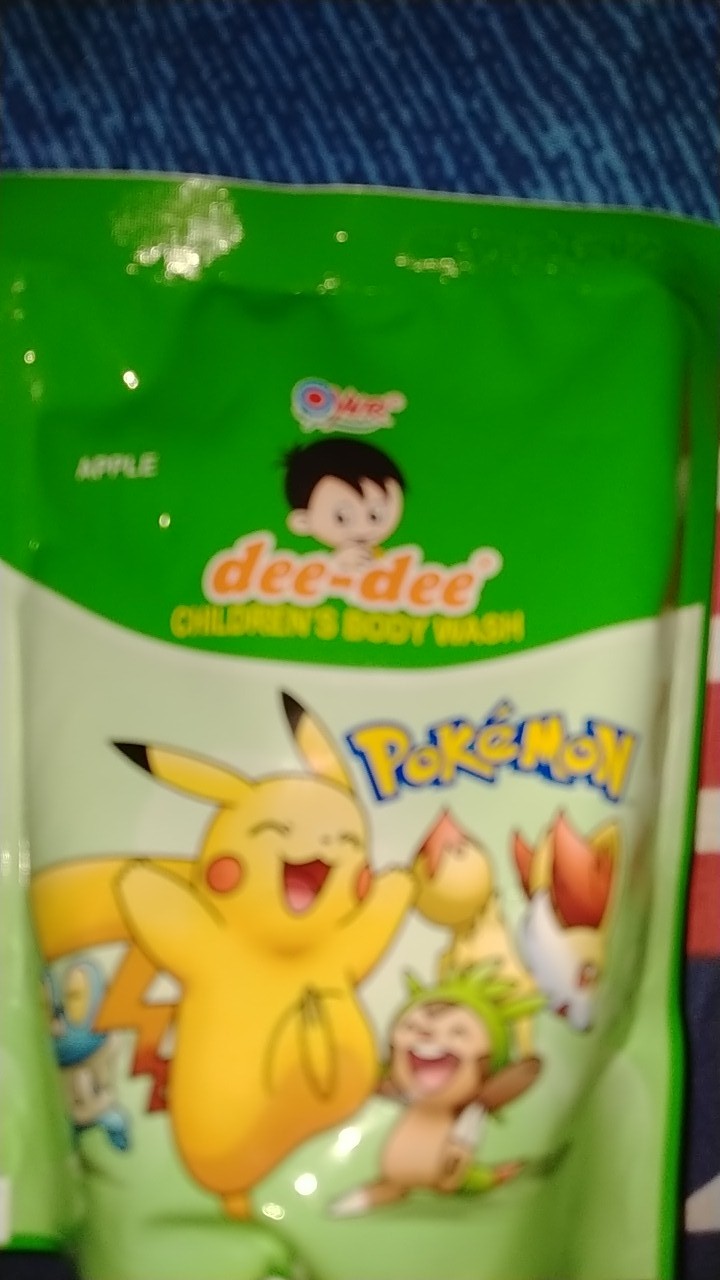 APPLE
dee-dee®
CHILDREN'S BODY WASH
POKéMON